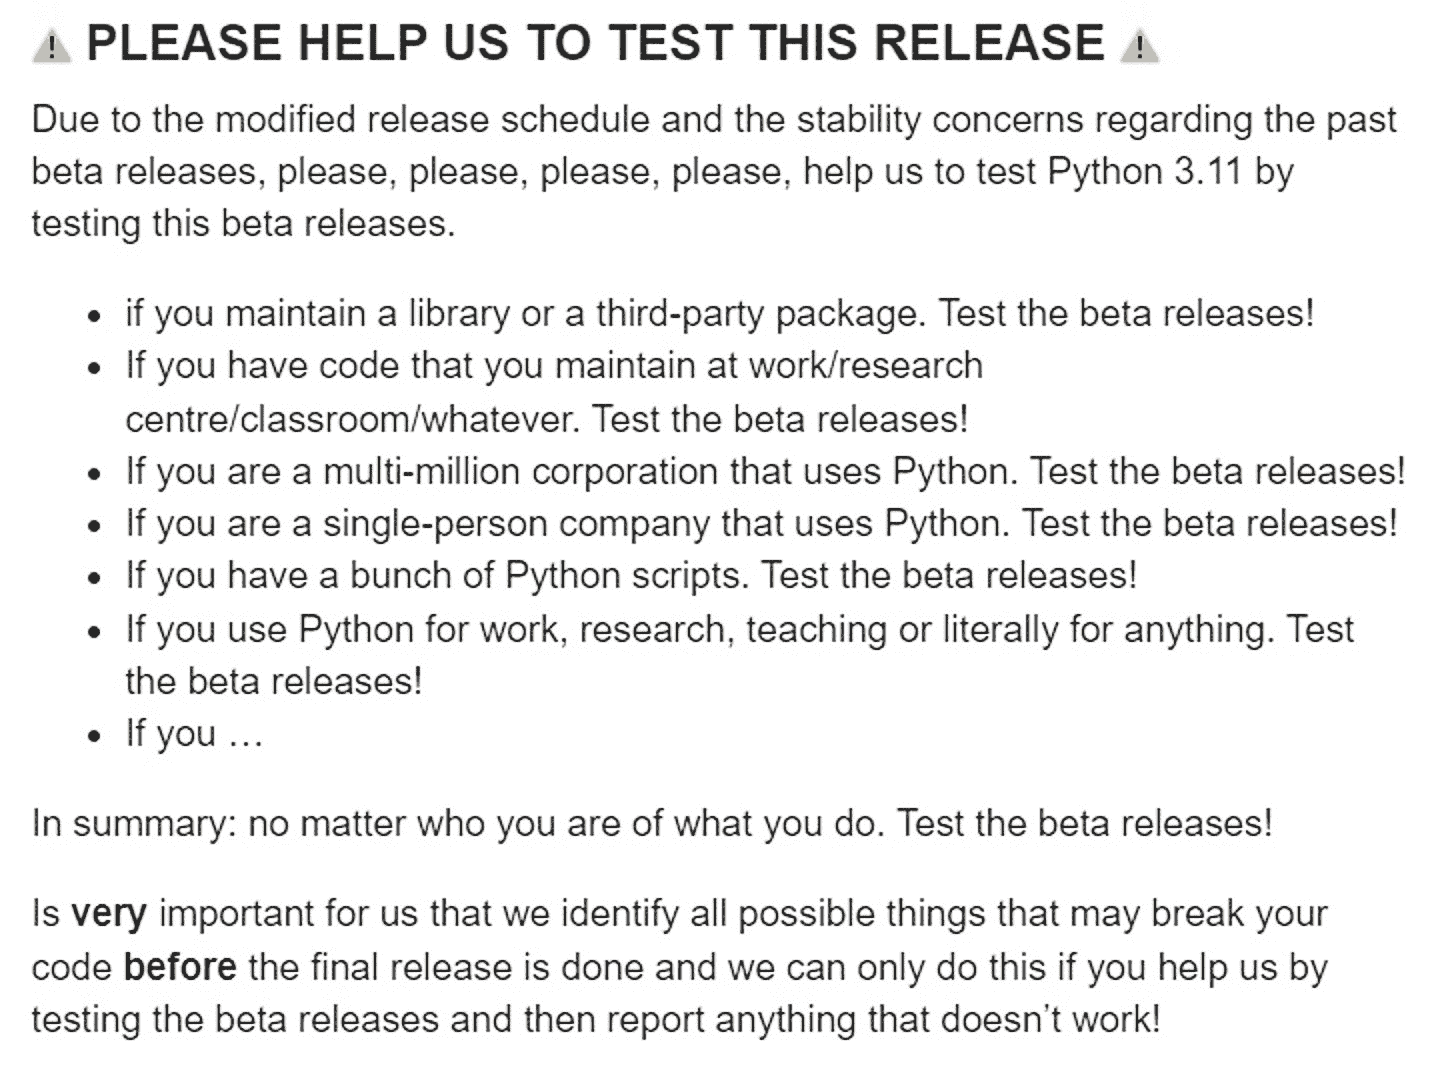 ⚠ PLEASE HELP US TO TEST THIS RELEASE ⚠
Due to the modified release schedule and the stability concerns regarding the past
beta releases, please, please, please, please, help us to test Python 3.11 by
testing this beta releases.
• if you maintain a library or a third-party package. Test the beta releases!
• If you have code that you maintain at work/research
centre/classroom/whatever. Test the beta releases!
• If you are a multi-million corporation that uses Python. Test the beta releases!
• If you are a single-person company that uses Python. Test the beta releases!
• If you have a bunch of Python scripts. Test the beta releases!
• If you use Python for work, research, teaching or literally for anything. Test
the beta releases!
• If you …
In summary: no matter who you are of what you do. Test the beta releases!
Is very important for us that we identify all possible things that may break your
code before the final release is done and we can only do this if you help us by
testing the beta releases and then report anything that doesn’t work!